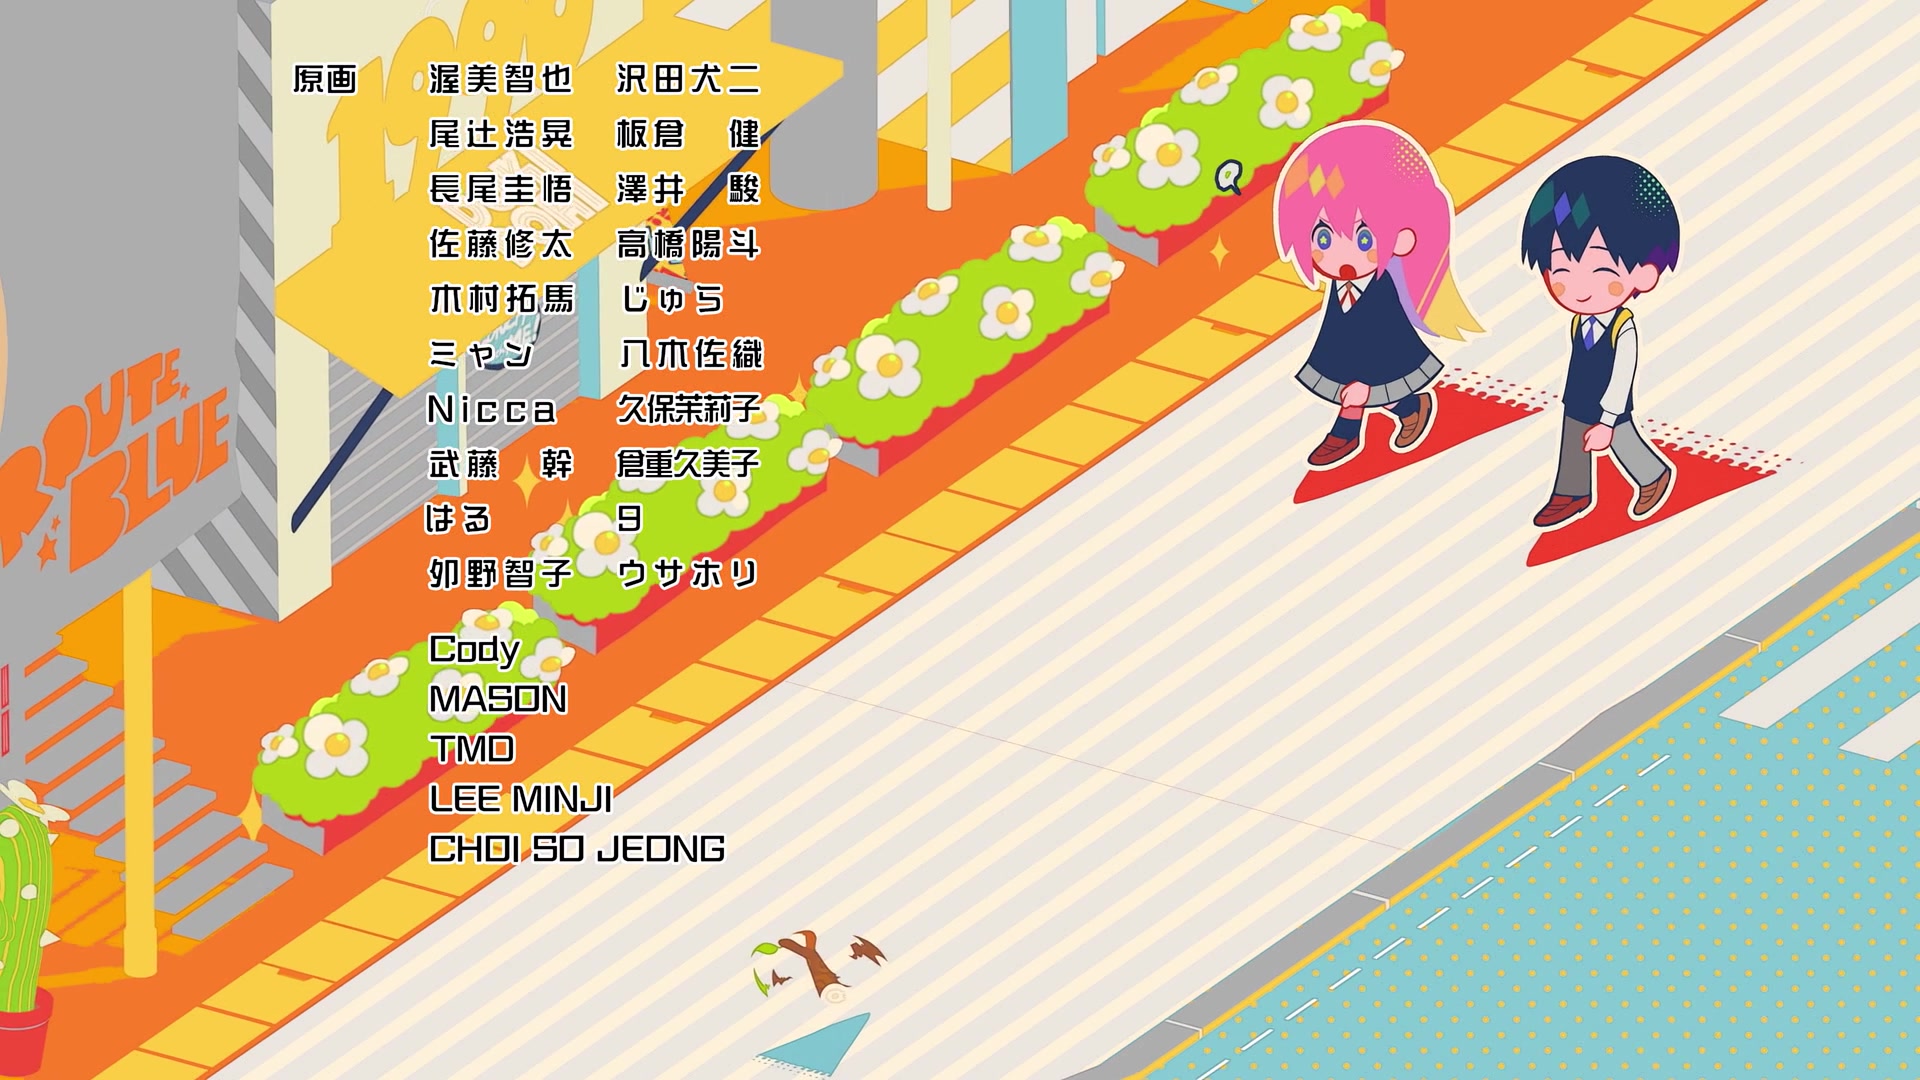 原画 渥美智也 沢田犬二
尾辻浩晃 板倉 健
長尾圭悟 澤井 駿
佐藤修太 高橋陽斗
木村拓馬 じゅら
ミャン 八木佐織
Nicca 久保茉莉子
武藤 幹 倉重久美子
はる 9
卯野智子 ウサホリ
Cody
MASON
TMD
LEE MINJI
CHOI SO JEONG
ROUTE
BLUE